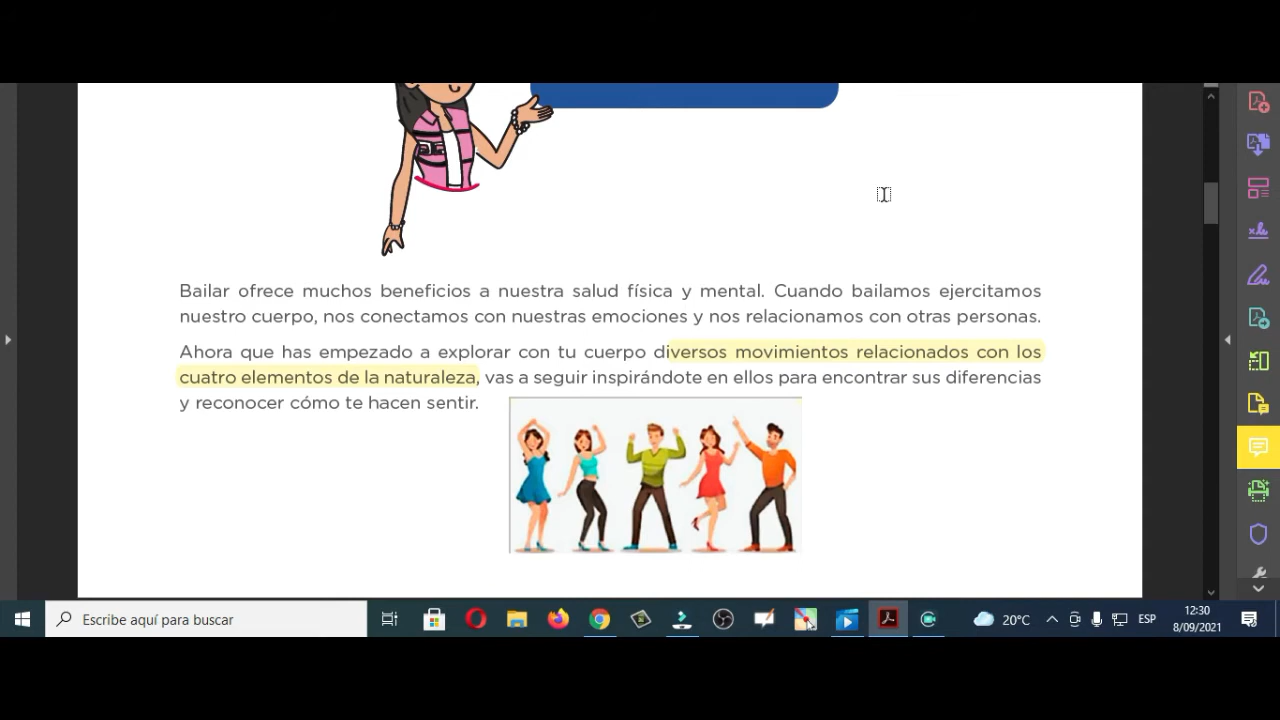 Bailar ofrece muchos beneficios a nuestra salud física y mental. Cuando bailamos ejercitamos
nuestro cuerpo, nos conectamos con nuestras emociones y nos relacionamos con otras personas.
Ahora que has empezado a explorar con tu cuerpo diversos movimientos relacionados con los
cuatro elementos de la naturaleza, vas a seguir inspirándote en ellos para encontrar sus diferencias
y reconocer cómo te hacen sentir.
Escribe aquí para buscar
20°C
ESP
12:30
8/09/2021